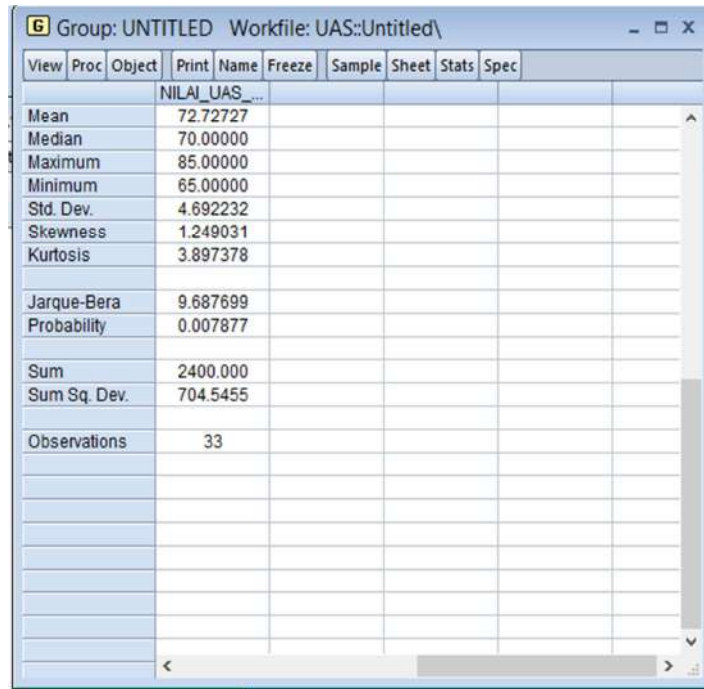 G Group: UNTITLED Workfile: UAS::Untitled\
View Proc Object Print Name Freeze Sample Sheet Stats Spec
NILAI_UAS_...
Mean 72.72727
Median 70.00000
Maximum 85.00000
Minimum 65.00000
Std. Dev. 4.692232
Skewness 1.249031
Kurtosis 3.897378
Jarque-Bera 9.687699
Probability 0.007877
Sum 2400.000
Sum Sq. Dev. 704.5455
Observations 33